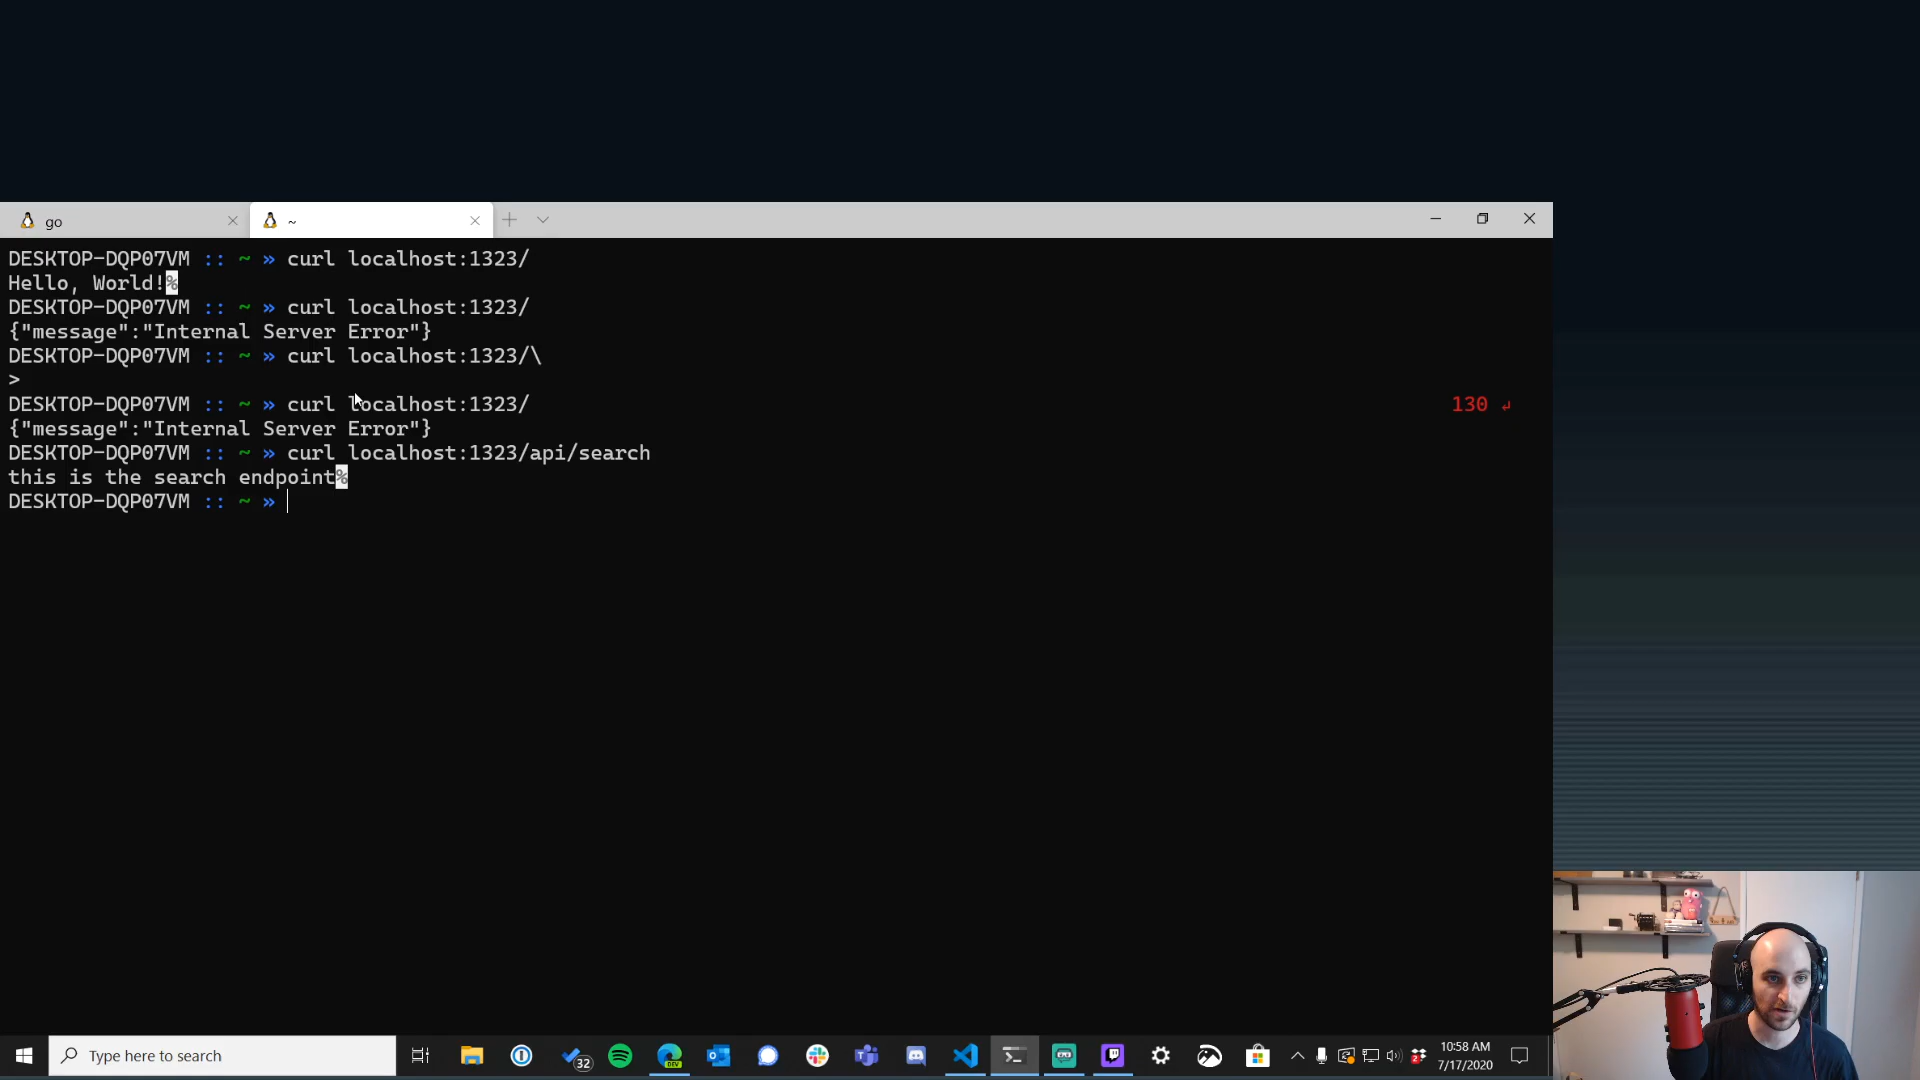 go
~
DESKTOP-DQP07VM :: ~ » curl localhost:1323/
Hello, World!%
DESKTOP-DQP07VM :: ~ » curl localhost:1323/
{"message":"Internal Server Error"}
DESKTOP-DQP07VM :: ~ » curl localhost:1323/\
>
DESKTOP-DQP07VM :: ~ » curl localhost:1323/ 130 ↵
{"message":"Internal Server Error"}
DESKTOP-DQP07VM :: ~ » curl localhost:1323/api/search
this is the search endpoint%
DESKTOP-DQP07VM :: ~ »
Type here to search
32
DEV
10:58 AM
7/17/2020